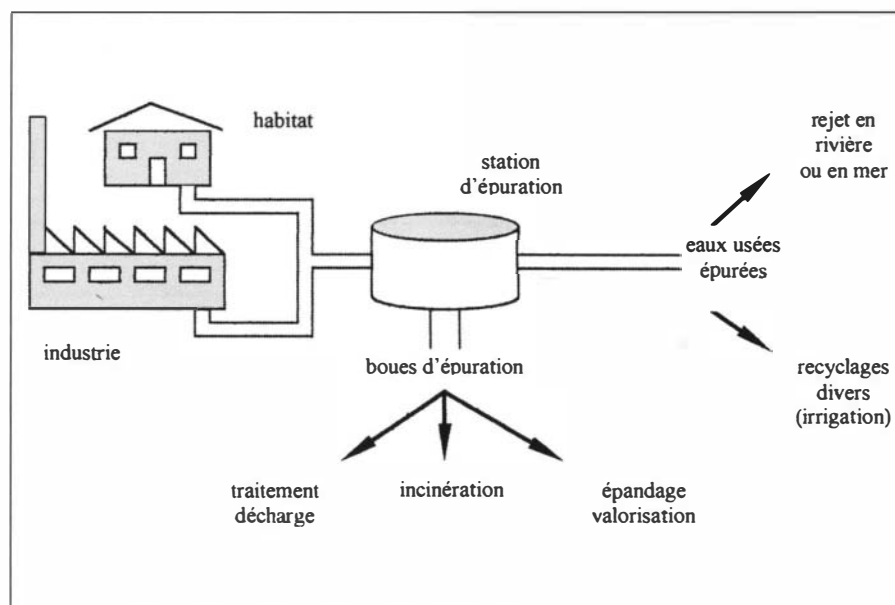 habitat
station
d'épuration
rejet en
rivière
ou en mer
eaux usées
épurées
industrie
boues d'épuration
recyclages
divers
(irrigation)
traitement
décharge
incinération
épandage
valorisation